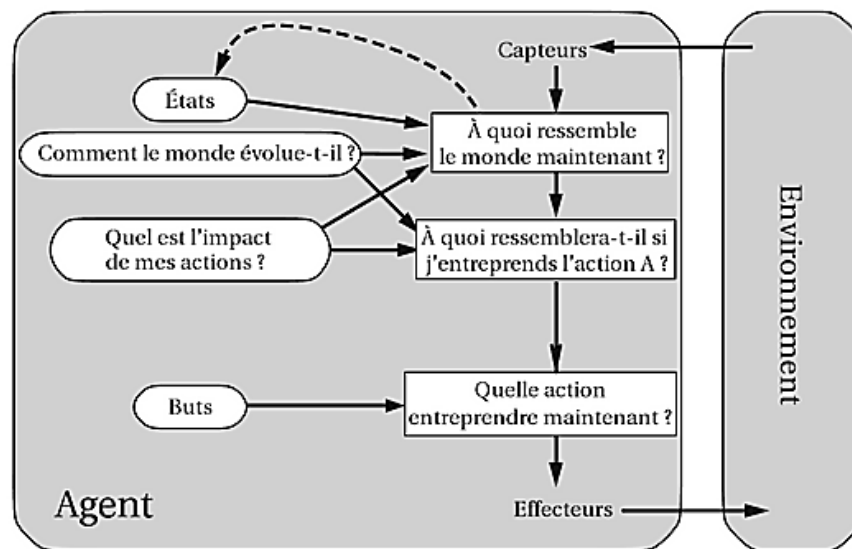 Capteurs
États
À quoi ressemble
le monde maintenant ?
Comment le monde évolue-t-il ?
Quel est l'impact
de mes actions ?
À quoi ressemblera-t-il si
j'entreprends l'action A ?
Environnement
Buts
Quelle action
entreprendre maintenant ?
Agent
Effecteurs